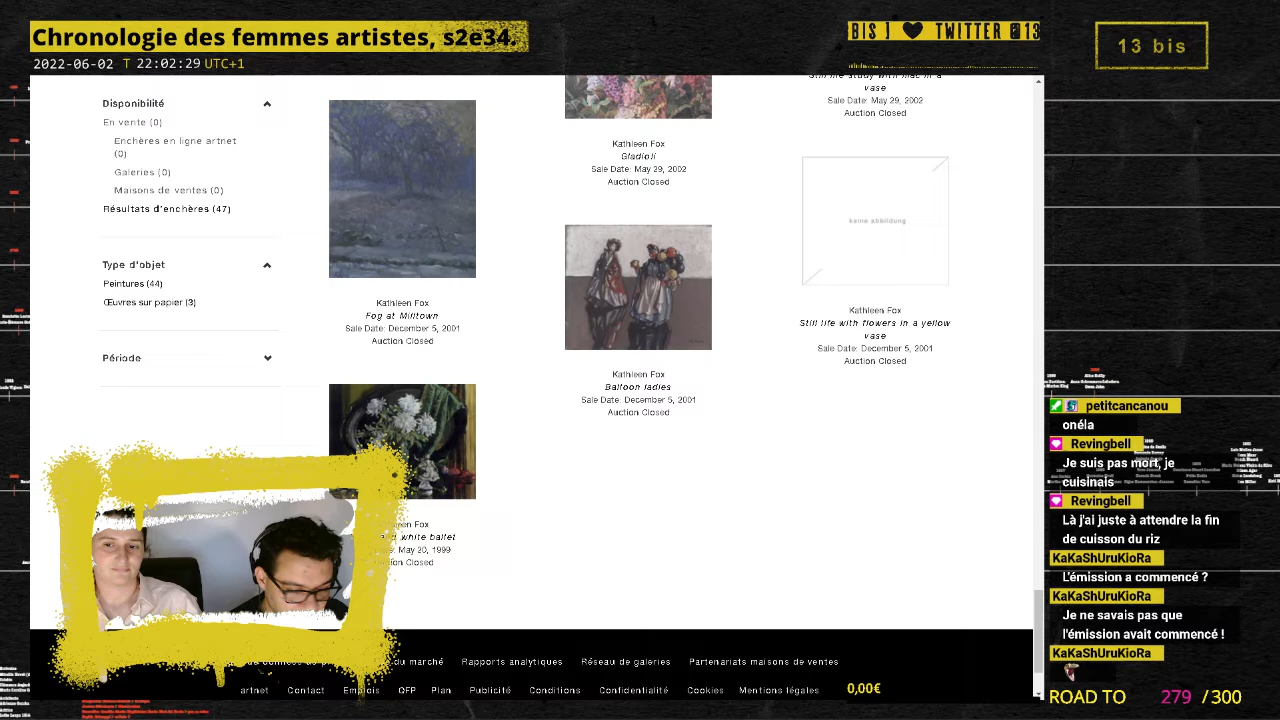 Chronologie des femmes artistes, s2e34.
2022-06-02 T 22:02:29 UTC+1
BIS ! TWITTER @13
13 bis
Disponibilité
En vente (0)
Enchères en ligne artnet
(0)
Galeries (0)
Maisons de ventes (0)
Résultats d'enchères (47)
Type d'objet
Peintures (44)
Œuvres sur papier (3)
Période
Kathleen Fox
Fog at Milltown
Sale Date: December 5, 2001
Auction Closed
Fox
white ballet
May 20, 1999
Closed
Kathleen Fox
Gladioli
Sale Date: May 29, 2002
Auction Closed
Kathleen Fox
Balloon ladies
Sale Date: December 5, 2001
Auction Closed
vase
Sale Date: May 29, 2002
Auction Closed
keine abbildung
Kathleen Fox
Still life with flowers in a yellow
vase
Sale Date: December 5, 2001
Auction Closed
du marché Rapports analytiques Réseau de galeries Partenariats maisons de ventes
artnet Contact Emplois QFP Plan Publicité Conditions Confidentialité Cookies Mentions légales
0,00€
petitcancanou
onéla
Revingbell
Je suis pas mort, je
cuisinais
Revingbell
Là j'ai juste à attendre la fin
de cuisson du riz
KaKaShUruKioRa
L'émission a commencé ?
KaKaShUruKioRa
Je ne savais pas que
l'émission avait commencé !
KaKaShUruKioRa
ROAD TO 279 / 300